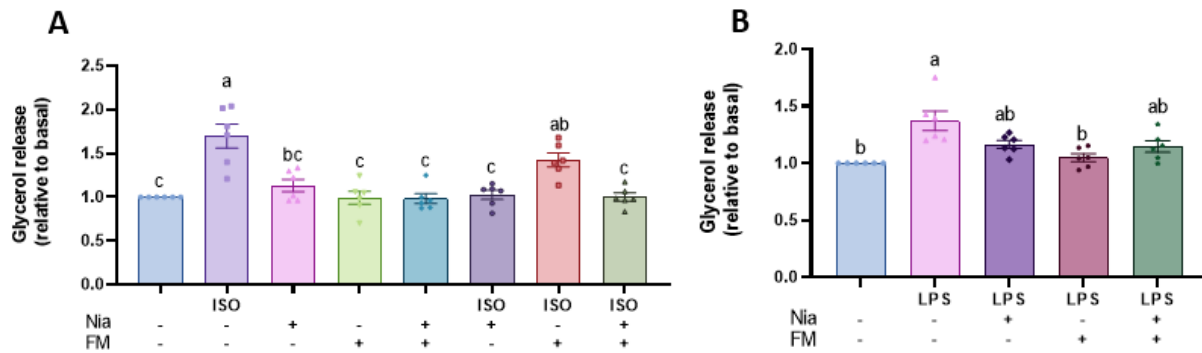 A
Glycerol release
(relative to basal)
2.5
2.0
1.5
1.0
0.5
0.0
c
a
bc
c
c
c
ab
c
ISO ISO ISO ISO
Nia - - + - + + - +
FM - - - + + - + +
B
Glycerol release
(relative to basal)
2.0
1.5
1.0
0.5
0.0
b
a
ab
b
ab
LPS LPS LPS LPS
Nia - - + - +
FM - - - + +